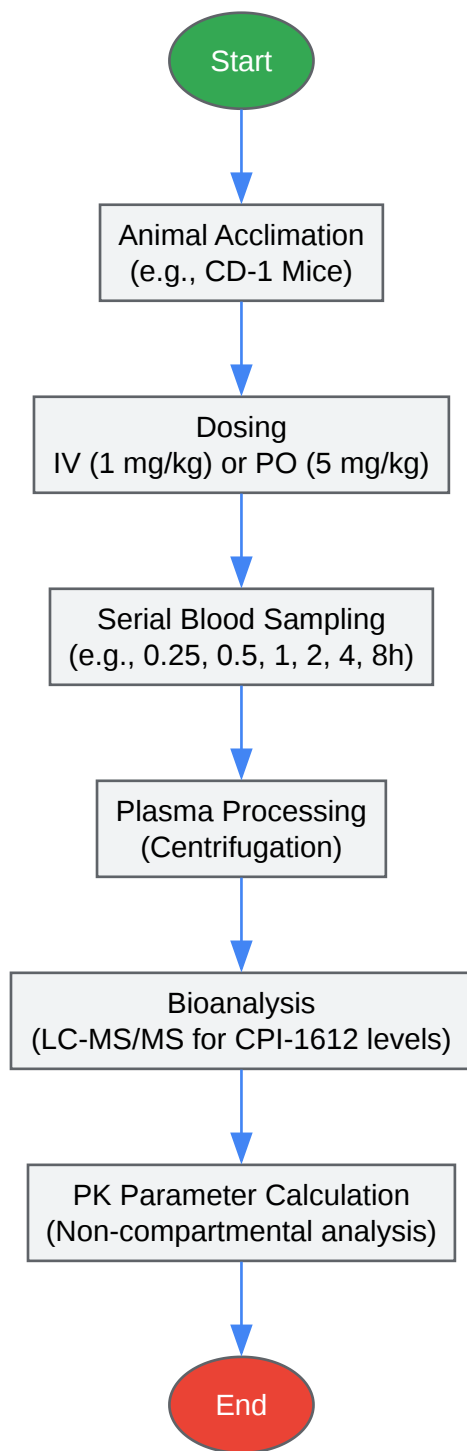 Start
Animal Acclimation
(e.g., CD-1 Mice)
Dosing
IV (1 mg/kg) or PO (5 mg/kg)
Serial Blood Sampling
(e.g., 0.25, 0.5, 1, 2, 4, 8h)
Plasma Processing
(Centrifugation)
Bioanalysis
(LC-MS/MS for CPI-1612 levels)
PK Parameter Calculation
(Non-compartmental analysis)
End